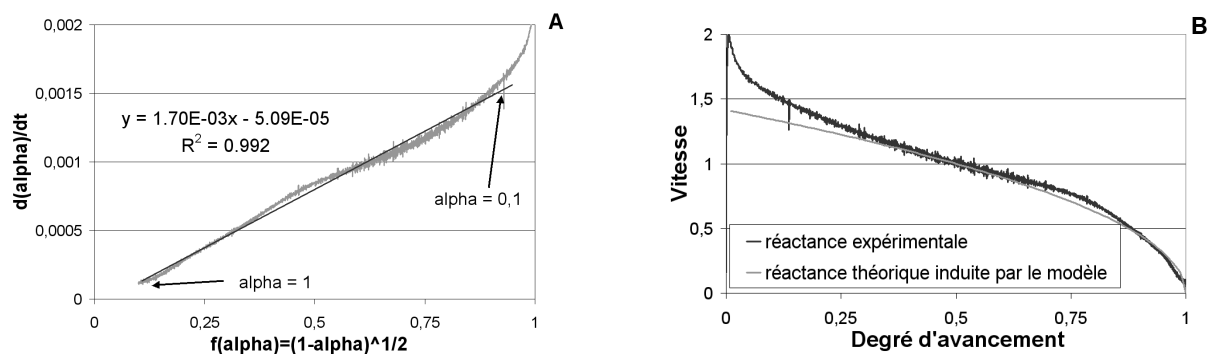 A
0,002
0,0015
0,001
0,0005
0
d(alpha)/dt
y = 1.70E-03x - 5.09E-05
R² = 0.992
alpha = 0,1
alpha = 1
0 0,25 0,5 0,75 1
f(alpha)=(1-alpha)^1/2
B
2
1,5
1
0,5
0
Vitesse
réactance expérimentale
réactance théorique induite par le modèle
0 0,25 0,5 0,75 1
Degré d'avancement